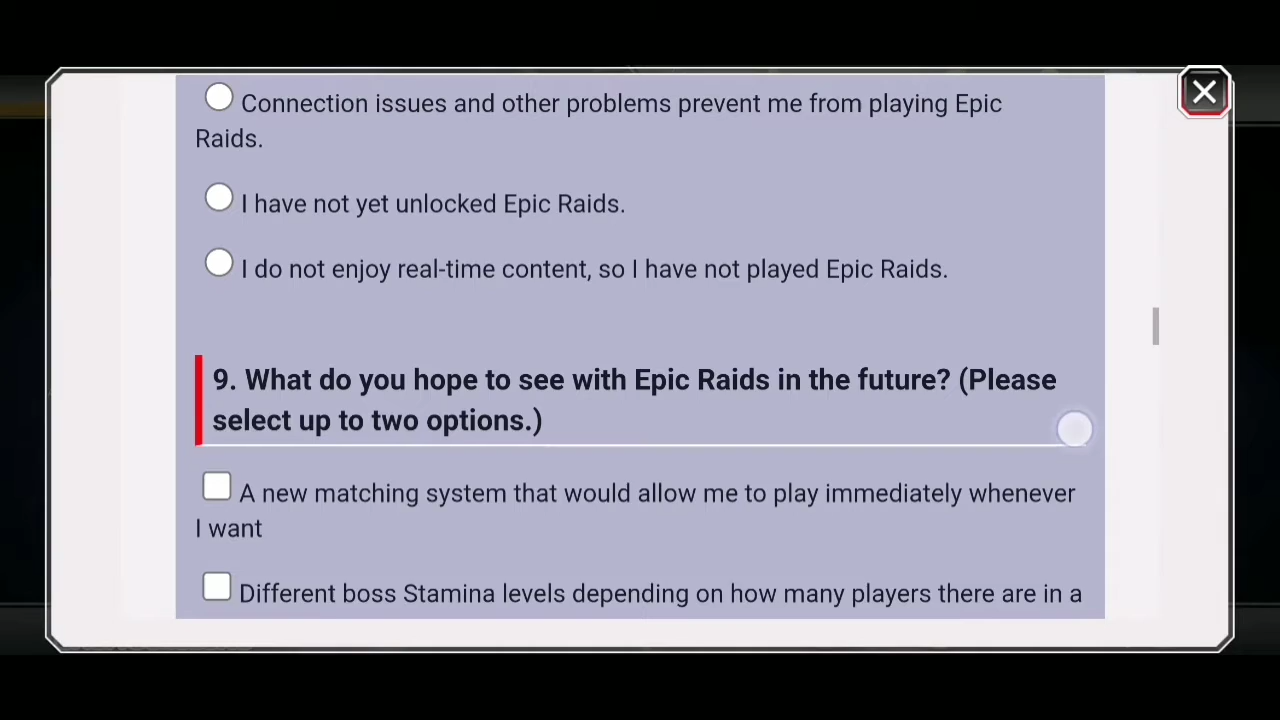 Connection issues and other problems prevent me from playing Epic
Raids.
I have not yet unlocked Epic Raids.
I do not enjoy real-time content, so I have not played Epic Raids.
9. What do you hope to see with Epic Raids in the future? (Please
select up to two options.)
A new matching system that would allow me to play immediately whenever
I want
Different boss Stamina levels depending on how many players there are in a